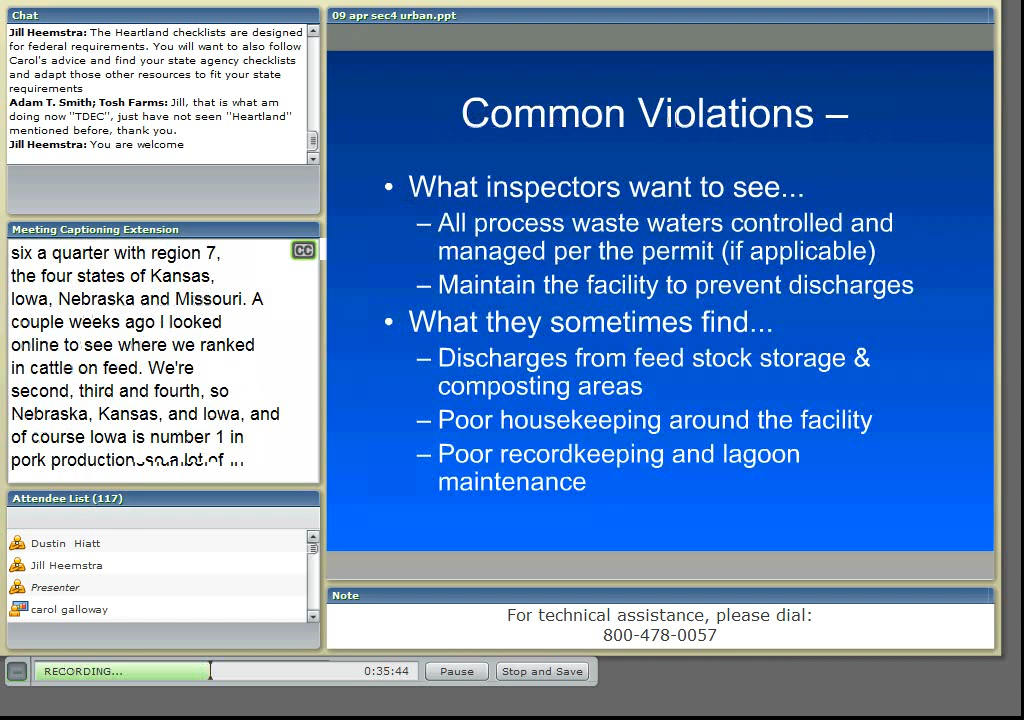 Chat
Jill Heemstra: The Heartland checklists are designed
for federal requirements. You will want to also follow
Carol's advice and find your state agency checklists
and adapt those other resources to fit your state
requirements
Adam T. Smith; Tosh Farms: Jill, that is what am
doing now "TDEC", just have not seen "Heartland"
mentioned before, thank you.
Jill Heemstra: You are welcome
Meeting Captioning Extension
CC
six a quarter with region 7,
the four states of Kansas,
Iowa, Nebraska and Missouri. A
couple weeks ago I looked
online to see where we ranked
in cattle on feed. We're
second, third and fourth, so
Nebraska, Kansas, and Iowa, and
of course Iowa is number 1 in
pork production
Attendee List (117)
Dustin Hiatt
Jill Heemstra
Presenter
carol galloway
09 apr sec4 urban.ppt
Common Violations –
• What inspectors want to see...
– All process waste waters controlled and
managed per the permit (if applicable)
– Maintain the facility to prevent discharges
• What they sometimes find...
– Discharges from feed stock storage &
composting areas
– Poor housekeeping around the facility
– Poor recordkeeping and lagoon
maintenance
Note
For technical assistance, please dial:
800-478-0057
RECORDING...
0:35:44
Pause
Stop and Save